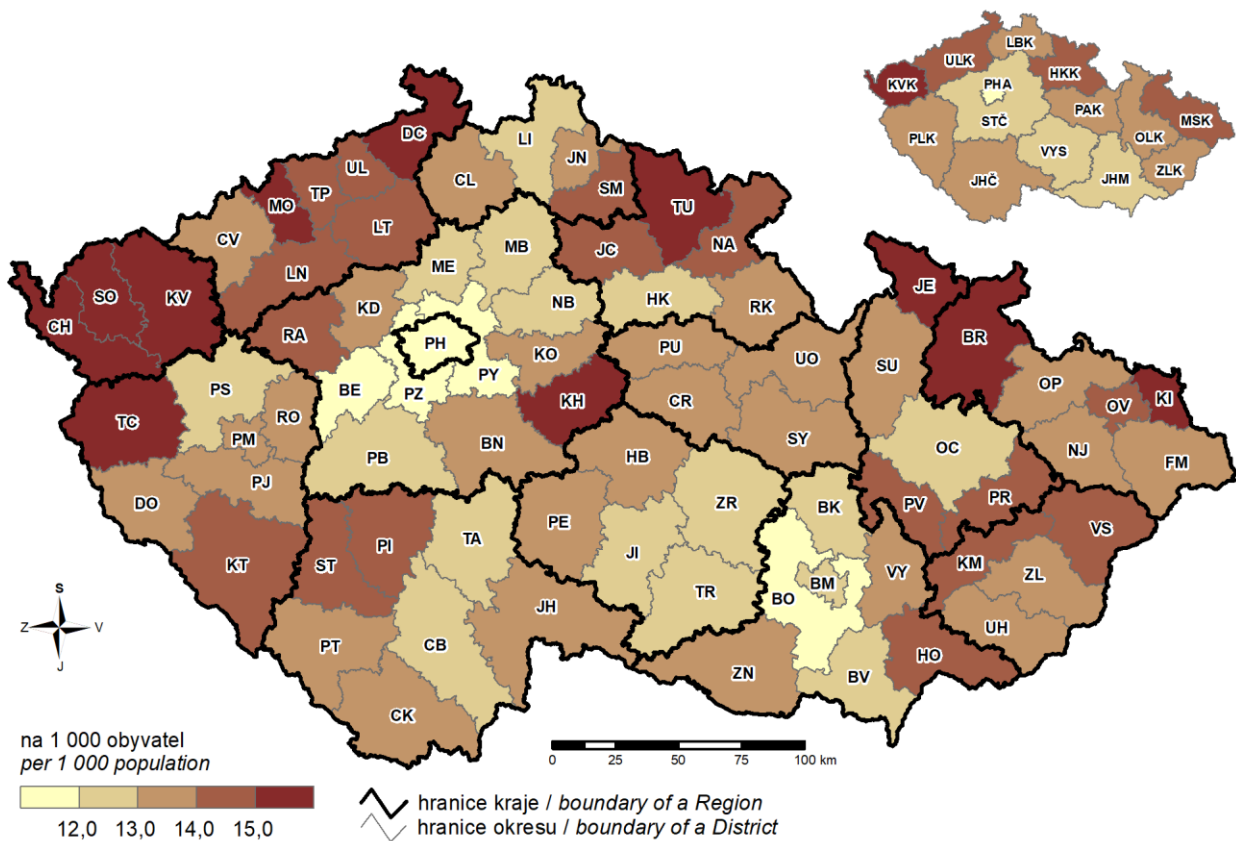 LBK
ULK
HKK
KVK
PHA
PAK
MSK
STČ
OLK
PLK
VYS
ZLK
JHČ
JHM
DC
LI
UL
JN
TP
CL
SM
MO
TU
CV
LT
MB
JC
NA
ME
LN
SO
KV
JE
NB
HK
KD
RK
CH
RA
BR
PH
KO
PU
UO
SU
PS
BE
PZ
PY
OP
KI
KH
OV
TC
RO
CR
PM
BN
SY
OC
HB
NJ
PB
FM
PJ
DO
ZR
PR
PV
BK
VS
PE
TA
PI
ST
JI
KM
KT
VY
ZL
BM
TR
BO
JH
UH
PT
CB
HO
ZN
BV
CK
S
Z V
J
na 1 000 obyvatel
per 1 000 population
12,0 13,0 14,0 15,0
0 25 50 75 100 km
hranice kraje / boundary of a Region
hranice okresu / boundary of a District